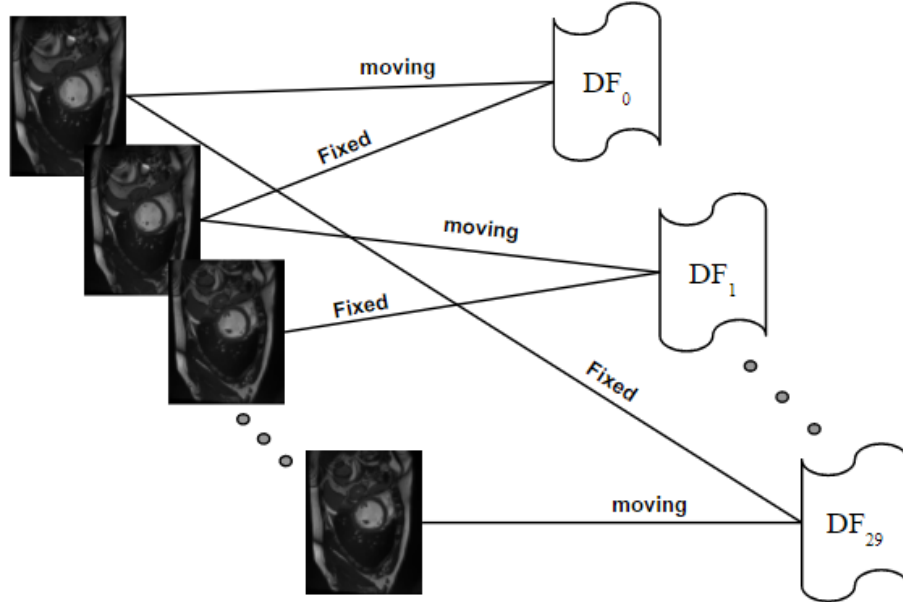 moving
DF₀
Fixed
moving
DF₁
Fixed
Fixed
moving
DF₂₉